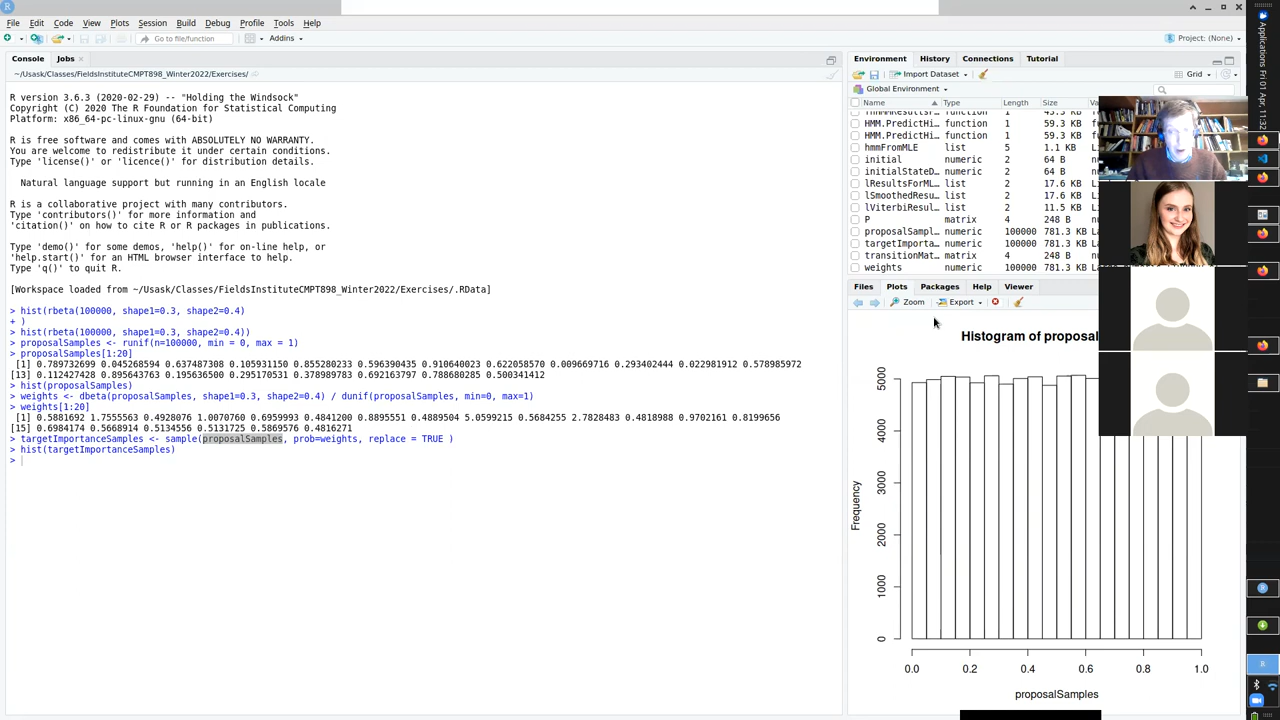 File Edit Code View Plots Session Build Debug Profile Tools Help
Go to file/function
Addins
Project: (None)
Console Jobs
~/Usask/Classes/FieldsInstituteCMPT898_Winter2022/Exercises/
R version 3.6.3 (2020-02-29) -- "Holding the Windsock"
Copyright (C) 2020 The R Foundation for Statistical Computing
Platform: x86_64-pc-linux-gnu (64-bit)
R is free software and comes with ABSOLUTELY NO WARRANTY.
You are welcome to redistribute it under certain conditions.
Type 'license()' or 'licence()' for distribution details.
Natural language support but running in an English locale
R is a collaborative project with many contributors.
Type 'contributors()' for more information and
'citation()' on how to cite R or R packages in publications.
Type 'demo()' for some demos, 'help()' for on-line help, or
'help.start()' for an HTML browser interface to help.
Type 'q()' to quit R.
[Workspace loaded from ~/Usask/Classes/FieldsInstituteCMPT898_Winter2022/Exercises/.RData]
> hist(rbeta(100000, shape1=0.3, shape2=0.4)
+ )
> hist(rbeta(100000, shape1=0.3, shape2=0.4))
> proposalSamples <- runif(n=100000, min = 0, max = 1)
> proposalSamples[1:20]
[1] 0.789732699 0.045268594 0.637487308 0.105931150 0.855280233 0.596390435 0.910640023 0.622058570 0.009669716 0.293402444 0.022981912 0.578985972
[13] 0.112427428 0.895643763 0.195636500 0.295170531 0.378989783 0.692163797 0.788680285 0.500341412
> hist(proposalSamples)
> weights <- dbeta(proposalSamples, shape1=0.3, shape2=0.4) / dunif(proposalSamples, min=0, max=1)
> weights[1:20]
[1] 0.5881692 1.7555563 0.4928076 1.0070760 0.6959993 0.4841200 0.8895551 0.4889504 5.0599215 0.5684255 2.7828483 0.4818988 0.9702161 0.8199656
[15] 0.6984174 0.5668914 0.5134556 0.5131725 0.5869576 0.4816271
> targetImportanceSamples <- sample(proposalSamples, prob=weights, replace = TRUE )
> hist(targetImportanceSamples)
>
Environment History Connections Tutorial
Import Dataset
Grid
Global Environment
Name Type Length Size
HMM.PredictHi… function 1 59.3 KB
HMM.PredictHi… function 1 59.3 KB
hmmFromMLE list 5 1.1 KB
initial numeric 2 64 B
initialStateD… numeric 2 64 B
lResultsForML… list 2 17.6 KB
lSmoothedResu… list 2 17.6 KB
lViterbiResul… list 2 11.5 KB
P matrix 4 248 B
proposalSampl… numeric 100000 781.3 KB
targetImporta… numeric 100000 781.3 KB
transitionMat… matrix 4 248 B
weights numeric 100000 781.3 KB
Files Plots Packages Help Viewer
Zoom Export
Histogram of proposal
Frequency
5000
4000
3000
2000
1000
0
0.0 0.2 0.4 0.6 0.8 1.0
proposalSamples
Applications Fri 01 Apr, 11:32